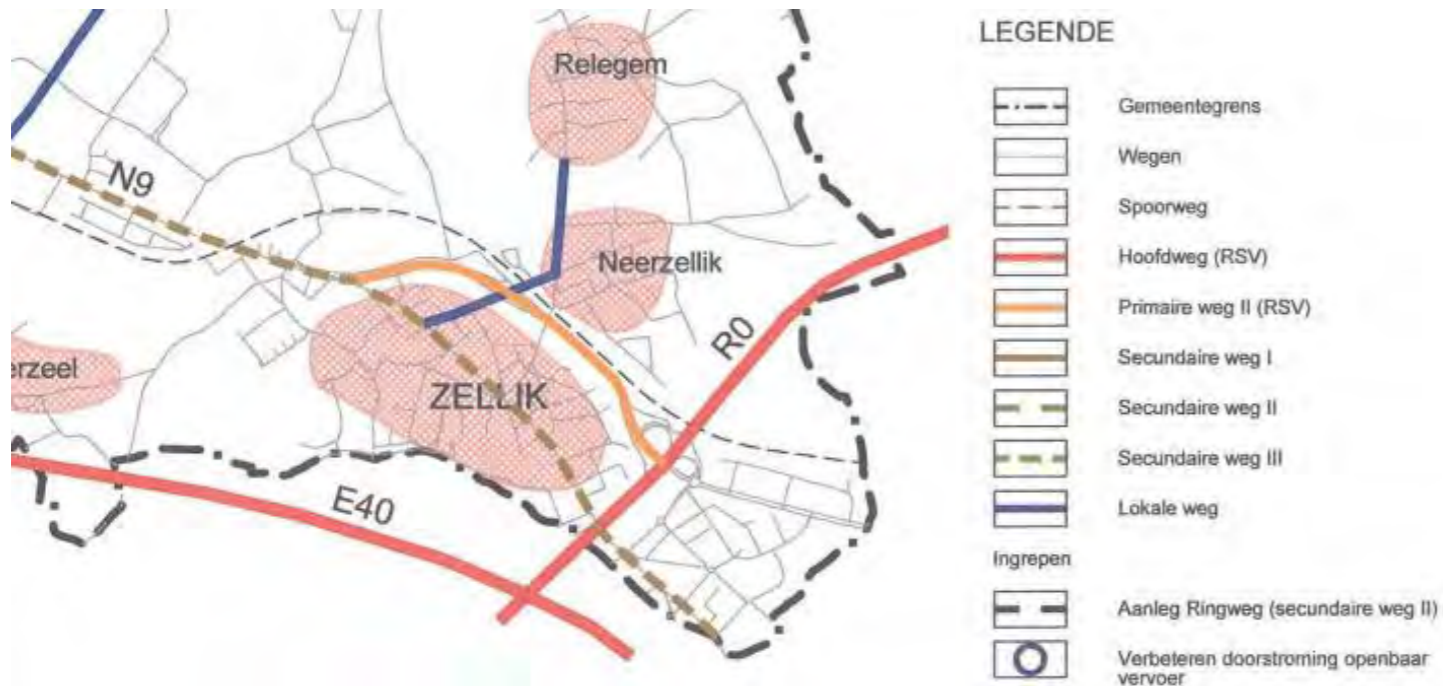 Relegem
N9
Neerzellik
R0
erzeel
ZELLIK
E40
LEGENDE
Gemeentegrens
Wegen
Spoorweg
Hoofdweg (RSV)
Primaire weg II (RSV)
Secundaire weg I
Secundaire weg II
Secundaire weg III
Lokale weg
Ingrepen
Aanleg Ringweg (secundaire weg II)
Verbeteren doorstroming openbaar
vervoer